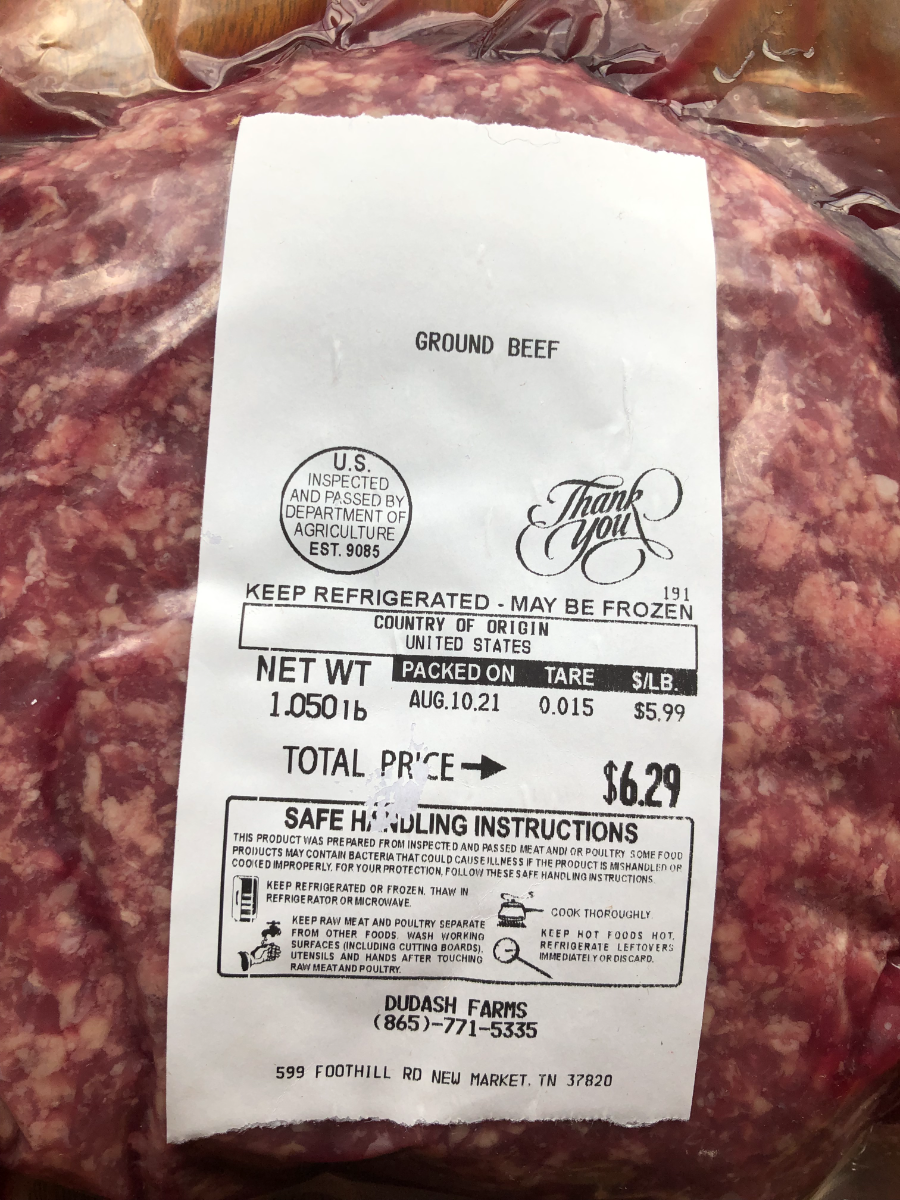 GROUND BEEF
U.S.
INSPECTED
AND PASSED BY
DEPARTMENT OF
AGRICULTURE
EST. 9085
Thank
You
191
KEEP REFRIGERATED - MAY BE FROZEN
COUNTRY OF ORIGIN
UNITED STATES
NET WT PACKED ON TARE $/LB.
1.050 lb AUG.10.21 0.015 $5.99
TOTAL PRICE $6.29
SAFE HANDLING INSTRUCTIONS
THIS PRODUCT WAS PREPARED FROM INSPECTED AND PASSED MEAT AND/ OR POULTRY. SOME FOOD
PRODUCTS MAY CONTAIN BACTERIA THAT COULD CAUSE ILLNESS IF THE PRODUCT IS MISHANDLED OR
COOKED IMPROPERLY. FOR YOUR PROTECTION, FOLLOW THESE SAFE HANDLING INSTRUCTIONS.
KEEP REFRIGERATED OR FROZEN. THAW IN
REFRIGERATOR OR MICROWAVE.
KEEP RAW MEAT AND POULTRY SEPARATE
FROM OTHER FOODS. WASH WORKING
SURFACES (INCLUDING CUTTING BOARDS),
UTENSILS AND HANDS AFTER TOUCHING
RAW MEAT AND POULTRY.
COOK THOROUGHLY.
KEEP HOT FOODS HOT.
REFRIGERATE LEFTOVERS
IMMEDIATELY OR DISCARD.
DUDASH FARMS
(865)-771-5335
599 FOOTHILL RD NEW MARKET. TN 37820